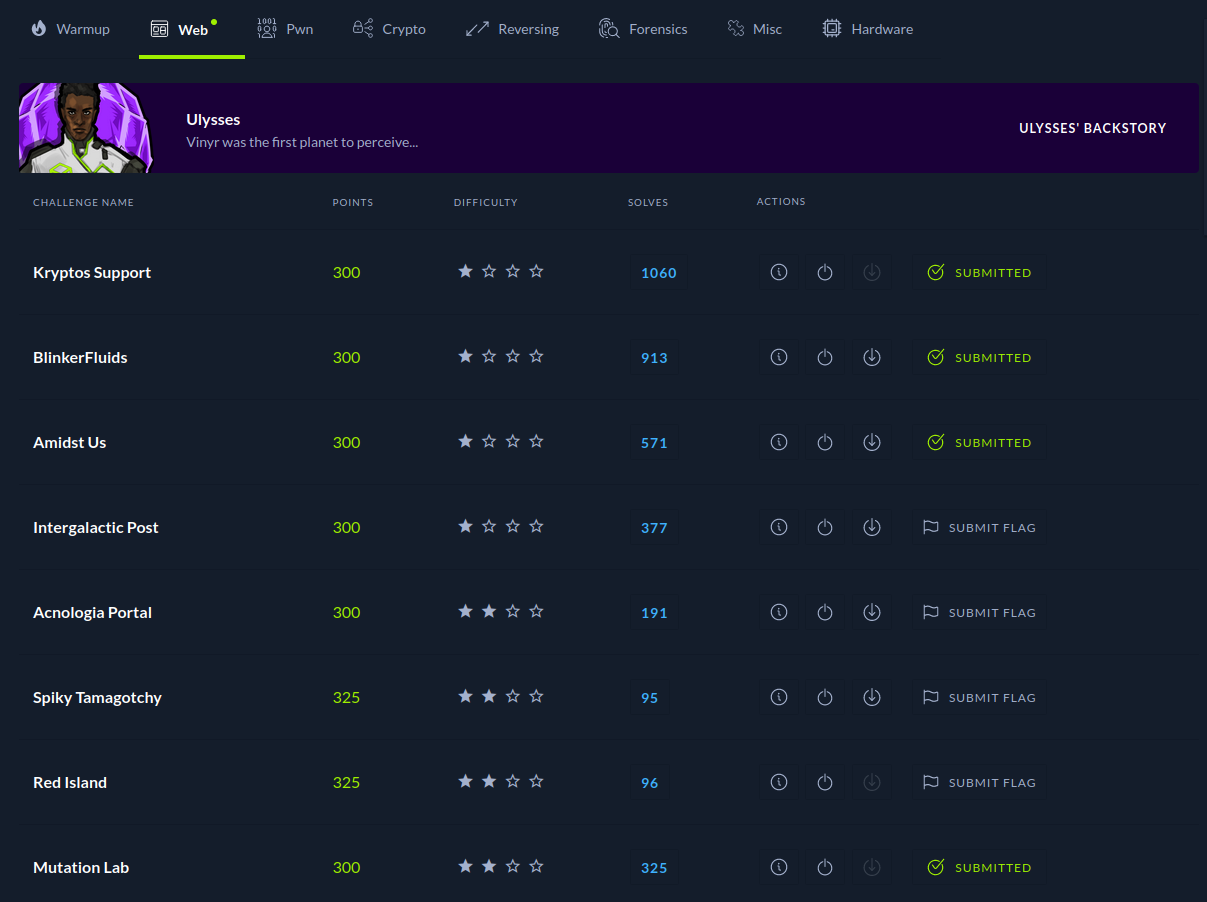 Warmup Web Pwn Crypto Reversing Forensics Misc Hardware
Ulysses
Vinyr was the first planet to perceive...
ULYSSES' BACKSTORY
CHALLENGE NAME POINTS DIFFICULTY SOLVES ACTIONS
Kryptos Support 300 1060 SUBMITTED
BlinkerFluids 300 913 SUBMITTED
Amidst Us 300 571 SUBMITTED
Intergalactic Post 300 377 SUBMIT FLAG
Acnologia Portal 300 191 SUBMIT FLAG
Spiky Tamagotchy 325 95 SUBMIT FLAG
Red Island 325 96 SUBMIT FLAG
Mutation Lab 300 325 SUBMITTED